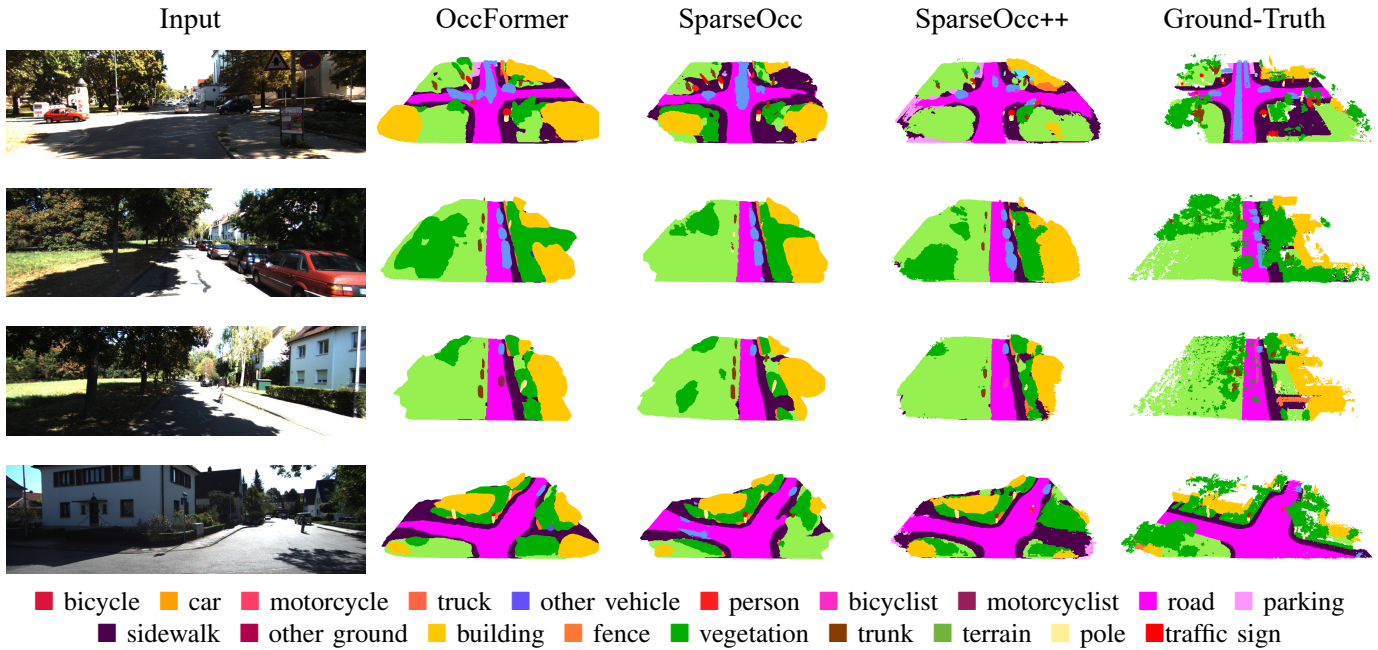 Input OccFormer SparseOcc SparseOcc++ Ground-Truth
bicycle car motorcycle truck other vehicle person bicyclist motorcyclist road parking
sidewalk other ground building fence vegetation trunk terrain pole traffic sign